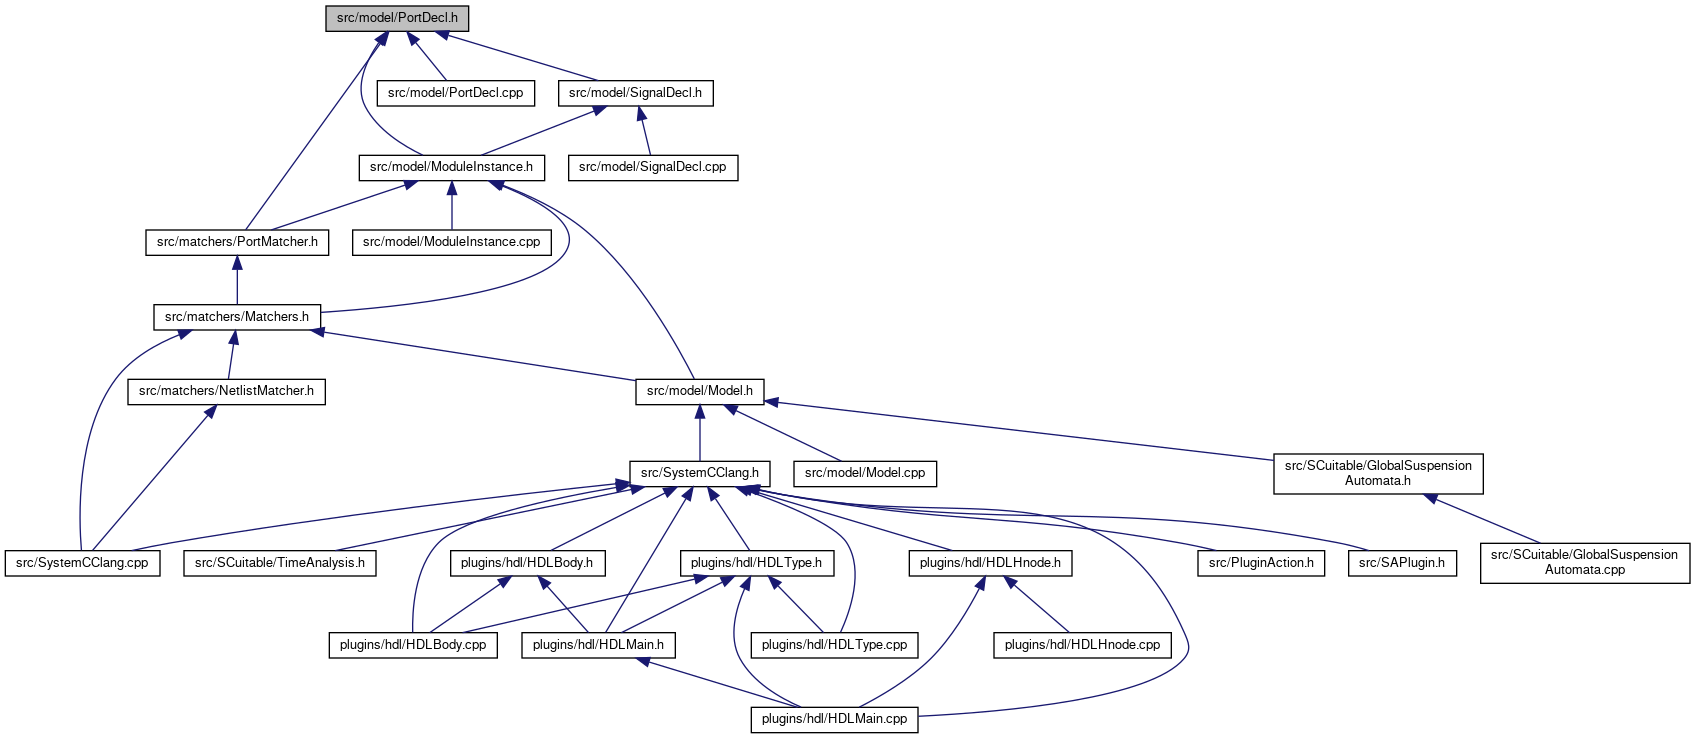 src/model/PortDecl.h
src/model/PortDecl.cpp
src/model/SignalDecl.h
src/model/ModuleInstance.h
src/model/SignalDecl.cpp
src/matchers/PortMatcher.h
src/model/ModuleInstance.cpp
src/matchers/Matchers.h
src/matchers/NetlistMatcher.h
src/model/Model.h
src/SystemCClang.h
src/model/Model.cpp
src/SCuitable/GlobalSuspension
Automata.h
src/SystemCClang.cpp
src/SCuitable/TimeAnalysis.h
plugins/hdl/HDLBody.h
plugins/hdl/HDLType.h
plugins/hdl/HDLHnode.h
src/PluginAction.h
src/SAPlugin.h
src/SCuitable/GlobalSuspension
Automata.cpp
plugins/hdl/HDLBody.cpp
plugins/hdl/HDLMain.h
plugins/hdl/HDLType.cpp
plugins/hdl/HDLHnode.cpp
plugins/hdl/HDLMain.cpp